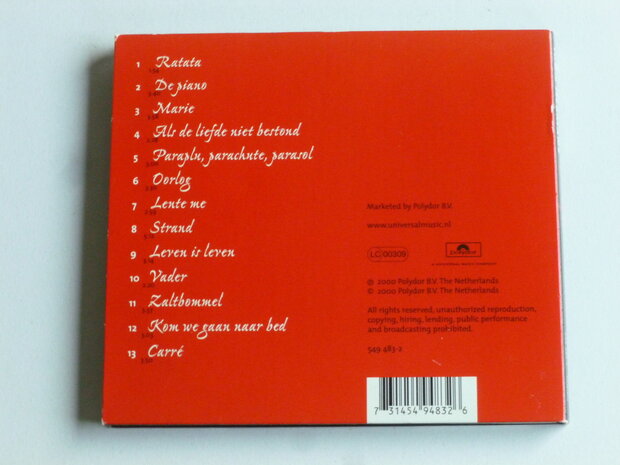 1 Ratata
2 De piano
3 Marie
4 Als de liefde niet bestond
5 Paraplu, parachute, parasol
6 Oorlog
7 Lente me
8 Strand
9 Leven is leven
10 Vader
11 Zaltbommel
12 Kom we gaan naar bed
13 Carré
Marketed by Polydor B.V.
www.universalmusic.nl
LC 00309
Polydor
A UNIVERSAL MUSIC COMPANY
℗ 2000 Polydor B.V. The Netherlands
© 2000 Polydor B.V. The Netherlands
All rights reserved, unauthorized reproduction,
copying, hiring, lending, public performance
and broadcasting prohibited.
549 483-2
7 31454 94832 6